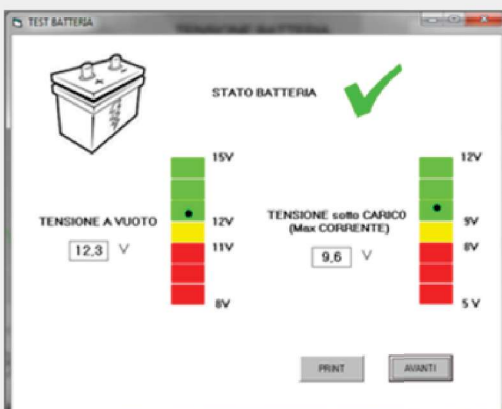 TEST BATTERIA
STATO BATTERIA
15V
12V
TENSIONE A VUOTO
12V
TENSIONE sotto CARICO
(Max CORRENTE)
9V
12,3 V
11V
9,6 V
8V
8V
5 V
PRINT
AVANTI